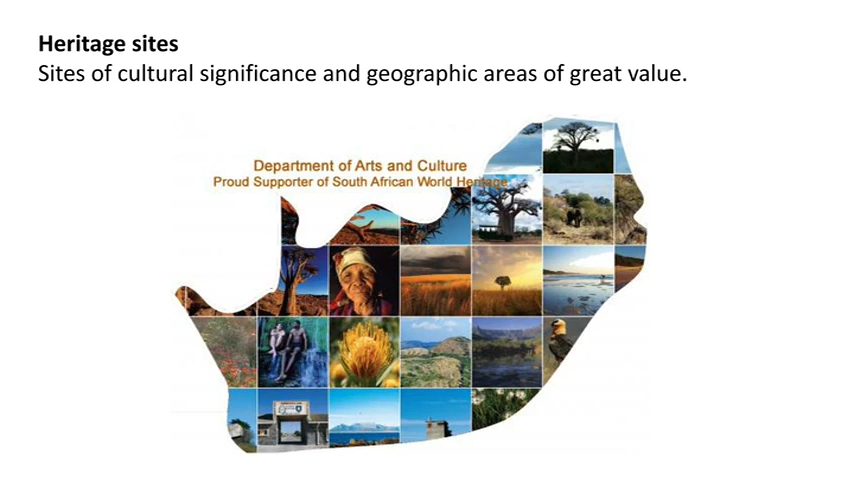 Heritage sites
Sites of cultural significance and geographic areas of great value.
Department of Arts and Culture
Proud Supporter of South African World Heritage